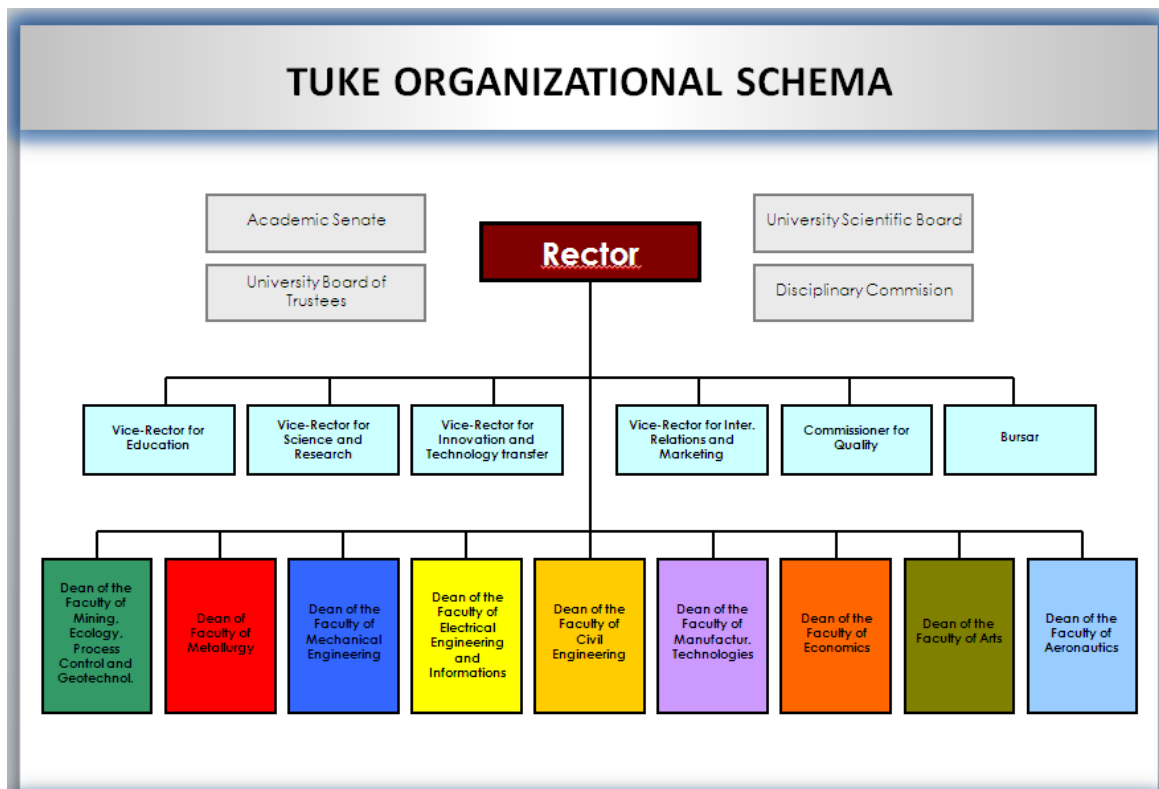 TUKE ORGANIZATIONAL SCHEMA
Academic Senate
University Scientific Board
Rector
University Board of
Trustees
Disciplinary Commision
Vice-Rector for
Education
Vice-Rector for
Science and
Research
Vice-Rector for
Innovation and
Technology transfer
Vice-Rector for Inter.
Relations and
Marketing
Commissioner for
Quality
Bursar
Dean of the
Faculty of
Mining,
Ecology,
Process
Control and
Geotechnol.
Dean of
Faculty of
Metallurgy
Dean of the
Faculty of
Mechanical
Engineering
Dean of the
Faculty of
Electrical
Engineering
and
Informations
Dean of the
Faculty of
Civil
Engineering
Dean of the
Faculty of
Manufactur.
Technologies
Dean of the
Faculty of
Economics
Dean of the
Faculty of Arts
Dean of the
Faculty of
Aeronautics